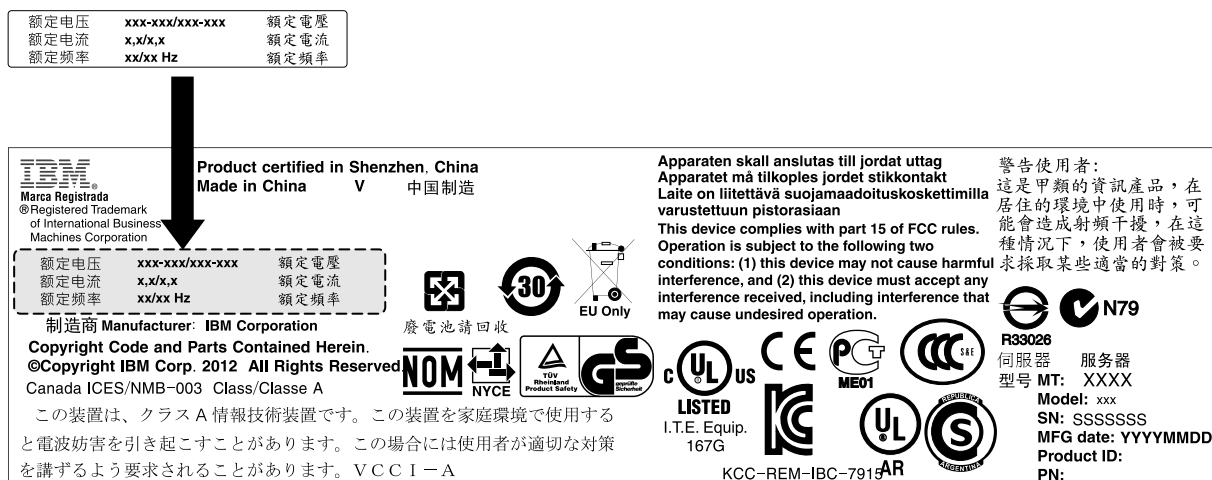 额定电压 xxx-xxx/xxx-xxx 額定電壓
额定电流 x,x/x,x 額定電流
额定频率 xx/xx Hz 額定頻率
IBM®
Marca Registrada
®Registered Trademark
of International Business
Machines Corporation
Product certified in Shenzhen, China
Made in China V 中国制造
额定电压 xxx-xxx/xxx-xxx 額定電壓
额定电流 x,x/x,x 額定電流
额定频率 xx/xx Hz 額定頻率
制造商 Manufacturer: IBM Corporation
Copyright Code and Parts Contained Herein.
©Copyright IBM Corp. 2012 All Rights Reserved.
Canada ICES/NMB-003 Class/Classe A
この装置は、クラス A 情報技術装置です。この装置を家庭環境で使用する
と電波妨害を引き起こすことがあります。この場合には使用者が適切な対策
を講ずるよう要求されることがあります。ＶＣＣＩ－Ａ
廢電池請回收
30
EU Only
NOM
NYCE
TÜV
Rheinland
Product Safety
GS
geprüfte
Sicherheit
Apparaten skall anslutas till jordat uttag
Apparatet må tilkoples jordet stikkontakt
Laite on liitettävä suojamaadoituskoskettimilla
varustettuun pistorasiaan
This device complies with part 15 of FCC rules.
Operation is subject to the following two
conditions: (1) this device may not cause harmful
interference, and (2) this device must accept any
interference received, including interference that
may cause undesired operation.
C UL US
LISTED
I.T.E. Equip.
167G
CE
PCT
ME01
CCC S&E
KC
KCC-REM-IBC-7915
UL
AR
REPUBLICA
S
ARGENTINA
警告使用者:
這是甲類的資訊產品，在
居住的環境中使用時，可
能會造成射頻干擾，在這
種情況下，使用者會被要
求採取某些適當的對策。
R33026
N79
伺服器 服务器
型号 MT: XXXX
Model: xxx
SN: SSSSSSS
MFG date: YYYYMMDD
Product ID:
PN: